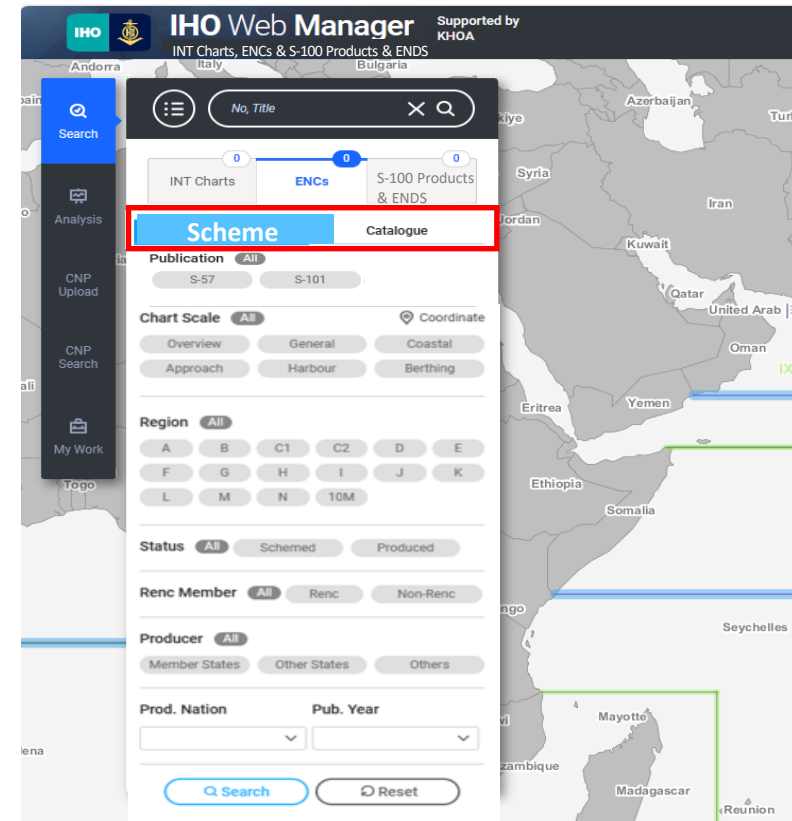 IHO
IHO Web Manager
Supported by
KHOA
INT Charts, ENCs & S-100 Products & ENDS
Andorra
Italy
Bulgaria
Azerbaijan
Search
No, Title
0
0
0
INT Charts
ENCs
S-100 Products
& ENDS
Syria
Iran
Analysis
Scheme
Catalogue
Jordan
Kuwait
Publication All
S-57 S-101
CNP
Upload
Qatar
United Arab
Chart Scale All Coordinate
Overview General Coastal
Approach Harbour Berthing
CNP
Search
Oman
IX
Eritrea
Yemen
Region All
A B C1 C2 D E
F G H I J K
L M N 10M
My Work
Togo
Ethiopia
Somalia
Status All Schemed Produced
Renc Member All Renc Non-Renc
Seychelles
Producer All
Member States Other States Others
Prod. Nation Pub. Year
Mayotte
Search Reset
Madagascar
Reunion